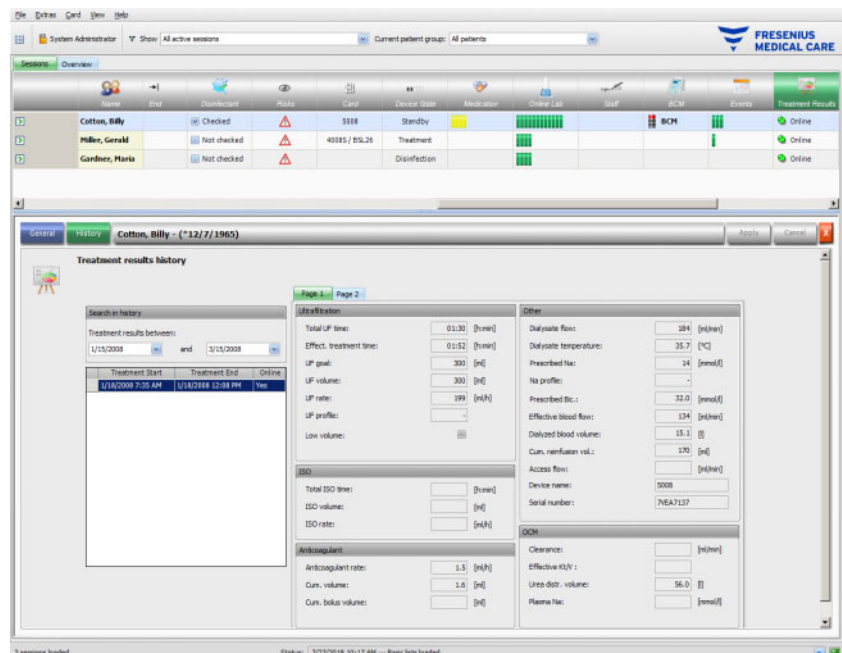 File Extras Card View Help
System Administrator Show All active sessions Current patient group: All patients
FRESENIUS
MEDICAL CARE
Sessions Overview
Name End Disinfectant Risks Card Device State Medication Online Lab Staff BCM Events Treatment Results
Cotton, Billy Checked 5008 Standby BCM Online
Miller, Gerald Not checked 4008S / BSL26 Treatment Online
Gardner, Maria Not checked Disinfection Online
General History Cotton, Billy - (*12/7/1965) Apply Cancel X
Treatment results history
Page 1 Page 2
Search in history
Treatment results between:
1/15/2008 and 3/15/2008
Treatment Start Treatment End Online
1/18/2008 7:35 AM 1/18/2008 12:08 PM Yes
Ultrafiltration
Total UF time: 01:30 [h:min]
Effect. treatment time: 01:52 [h:min]
UF goal: 300 [ml]
UF volume: 300 [ml]
UF rate: 199 [ml/h]
UF profile: -
Low volume:
ISO
Total ISO time: [h:min]
ISO volume: [ml]
ISO rate: [ml/h]
Anticoagulant
Anticoagulant rate: 1.5 [ml/h]
Cum. volume: 1.6 [ml]
Cum. bolus volume: [ml]
Other
Dialysate flow: 184 [ml/min]
Dialysate temperature: 35.7 [°C]
Prescribed Na: 14 [mmol/l]
Na profile: -
Prescribed Bic.: 32.0 [mmol/l]
Effective blood flow: 134 [ml/min]
Dialyzed blood volume: 15.1 [l]
Cum. reinfusion vol.: 170 [ml]
Access flow: [ml/min]
Device name: 5008
Serial number: 7VEA7137
OCM
Clearance: [ml/min]
Effective Kt/V :
Urea distr. volume: 56.0 [l]
Plasma Na: [mmol/l]
3 sessions loaded Status: 10:17 AM --- Basic lists loaded